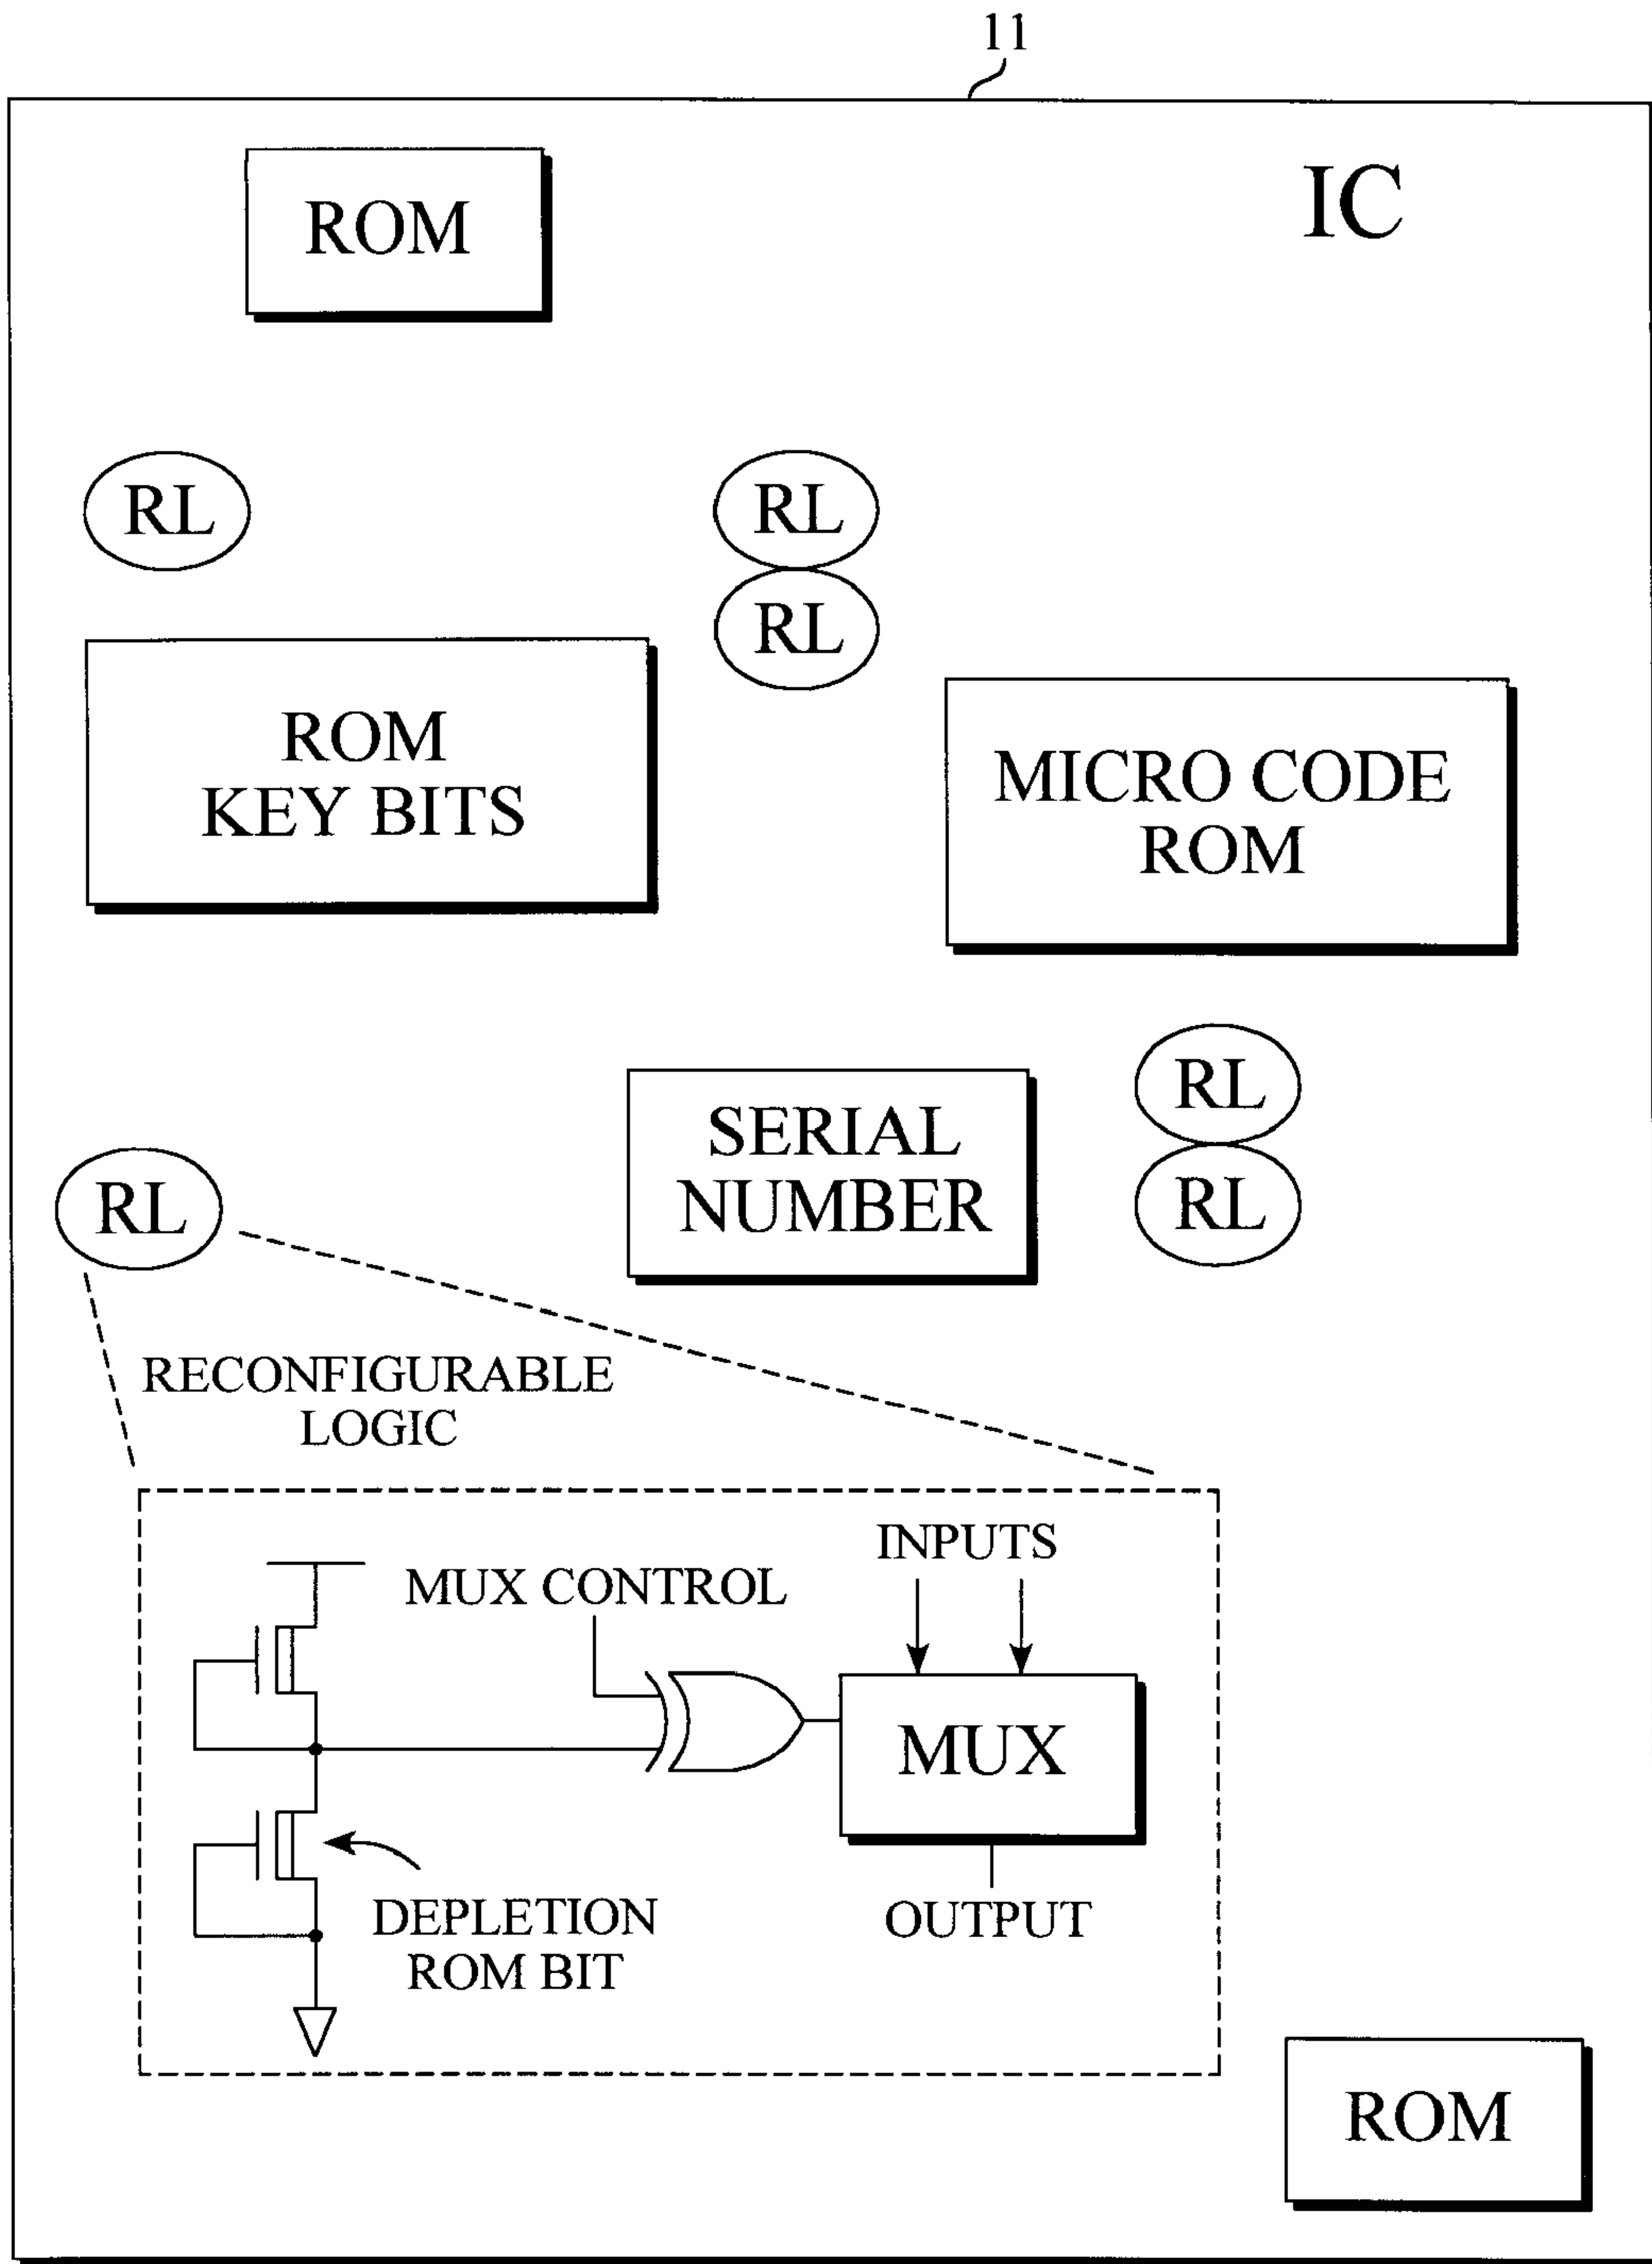 11
ROM
IC
RL
RL
RL
ROM
KEY BITS
MICRO CODE
ROM
RL
SERIAL
NUMBER
RL
RL
RECONFIGURABLE
LOGIC
INPUTS
MUX CONTROL
MUX
DEPLETION
ROM BIT
OUTPUT
ROM